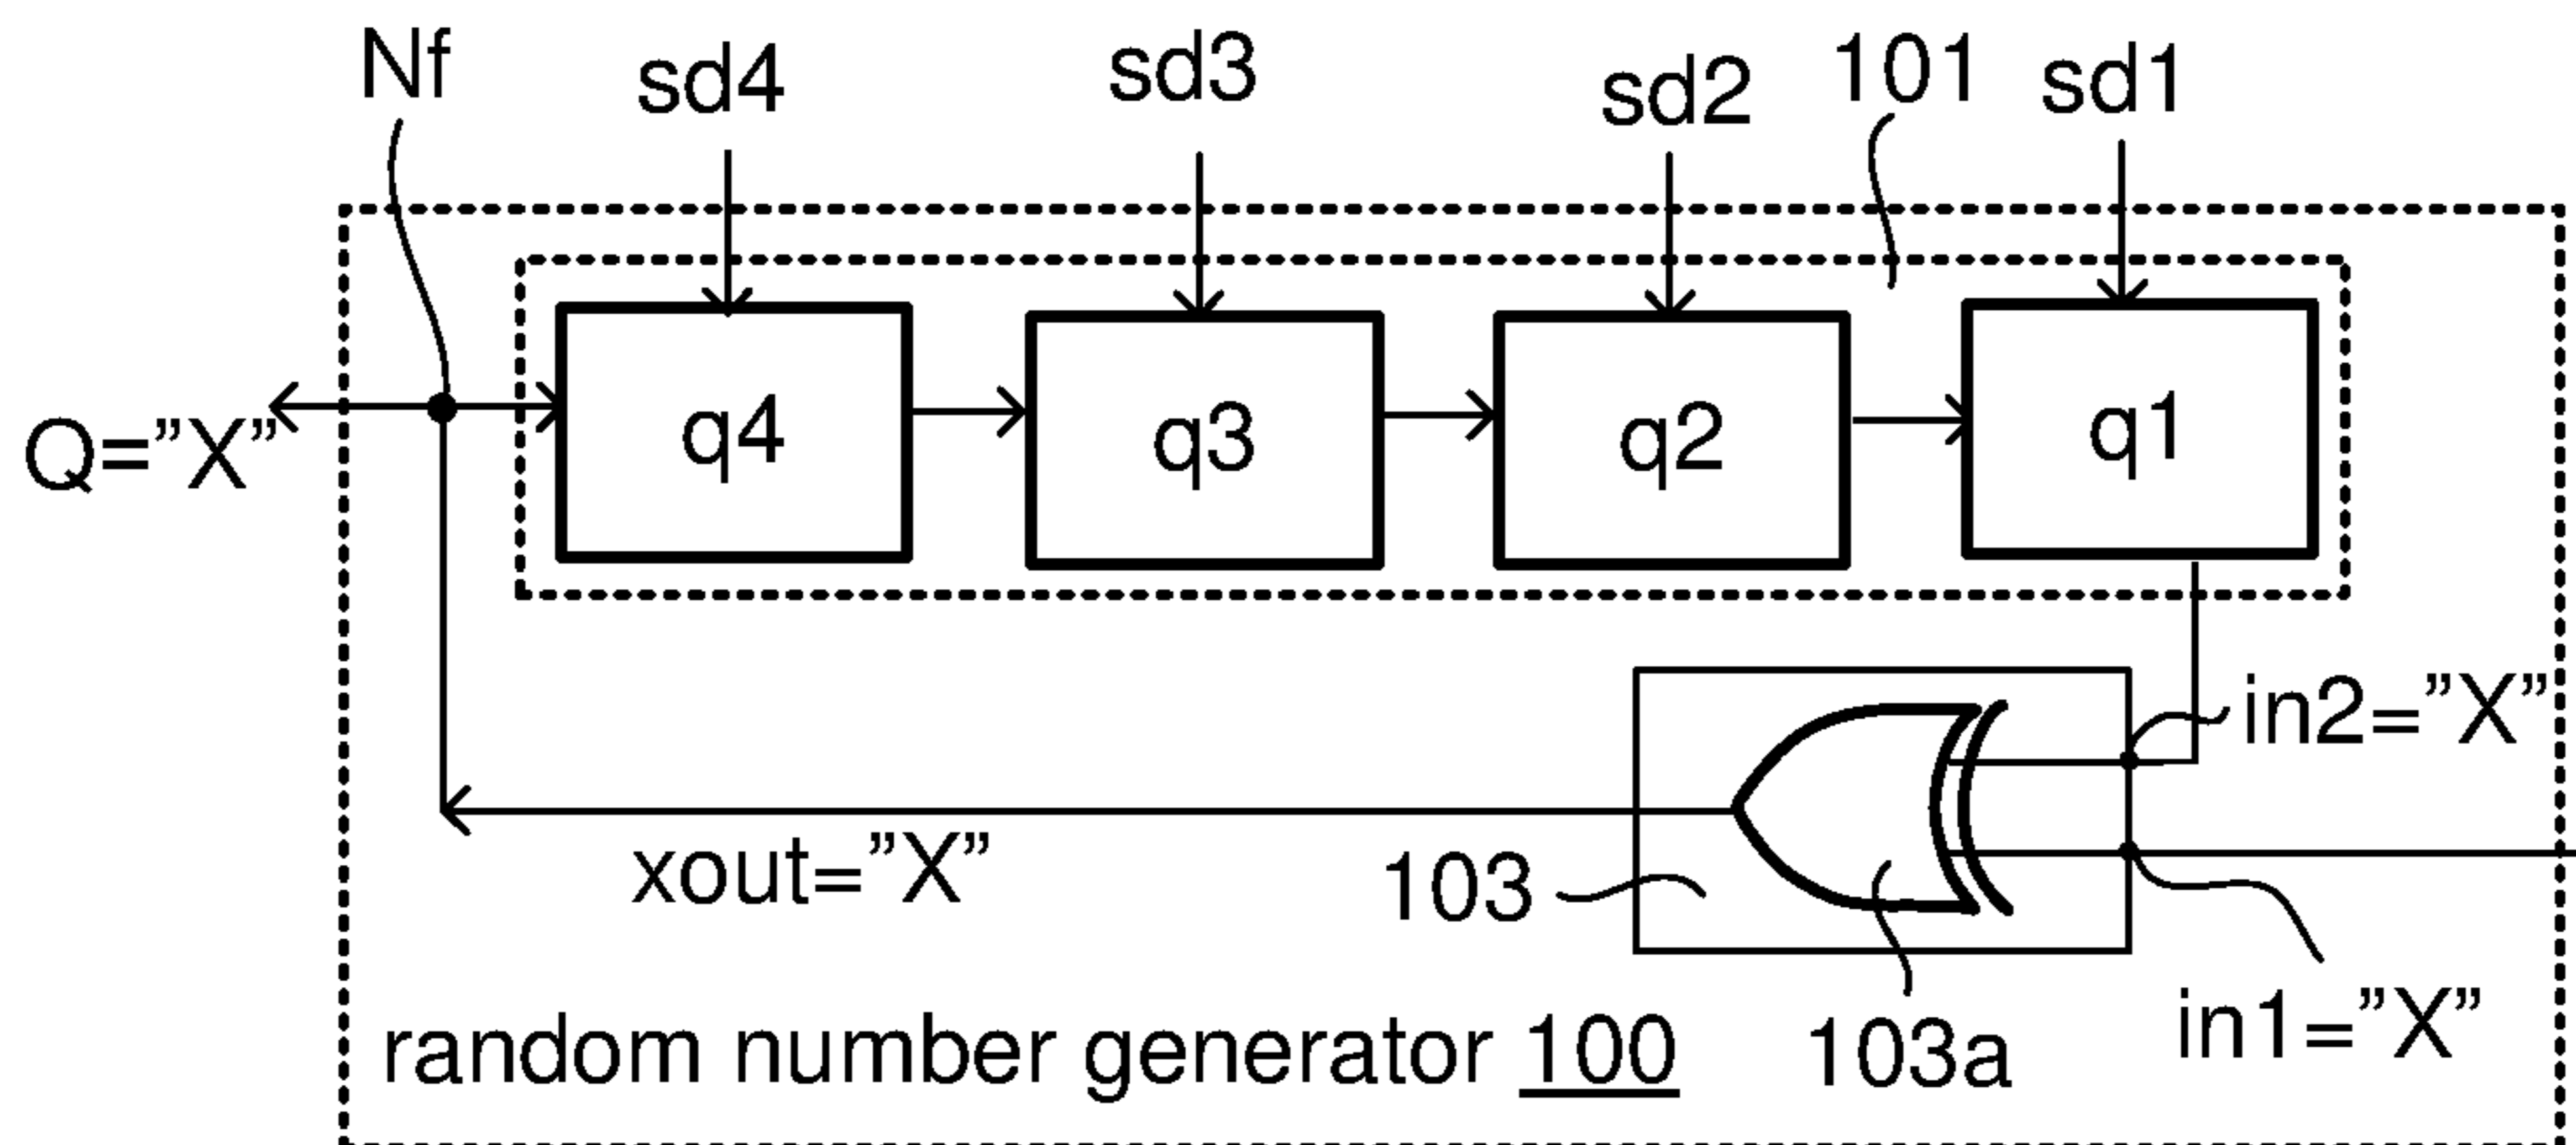 Nf
sd4
sd3
sd2
101
sd1
Q=”X”
q4
q3
q2
q1
in2=”X”
xout=”X”
103
103a
in1=”X”
random number generator 100